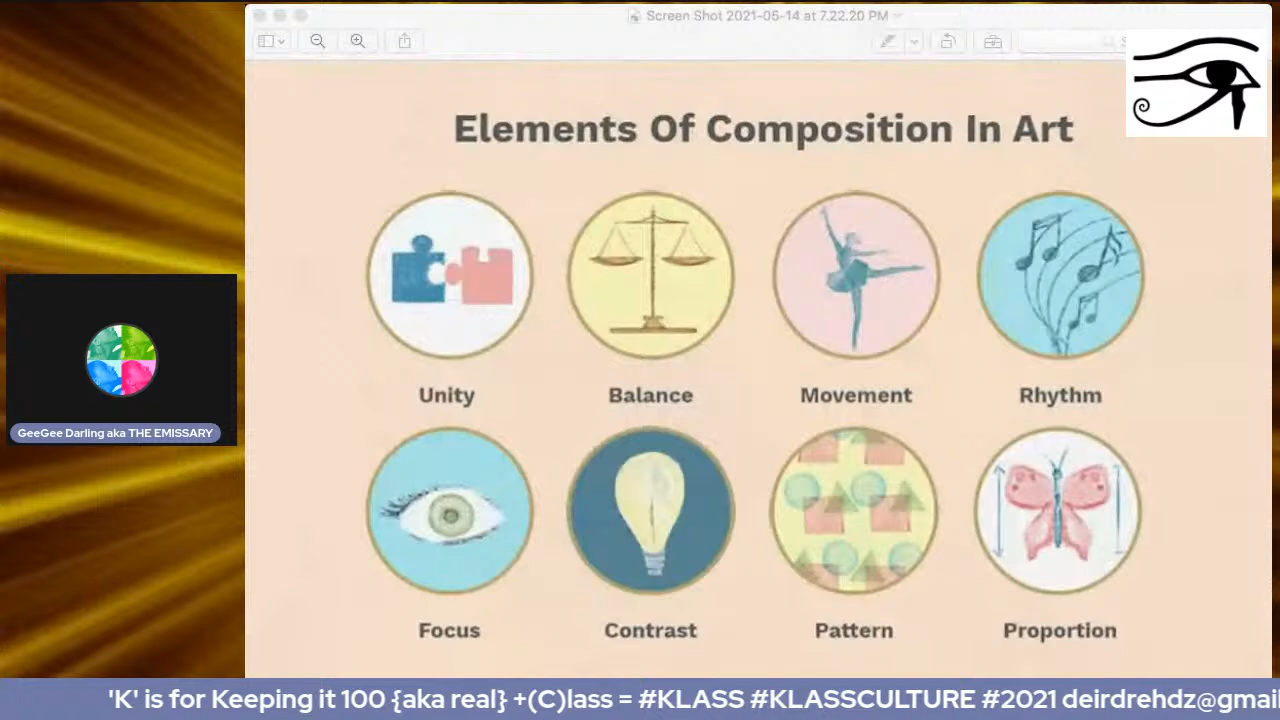 Screen Shot 2021-05-14 at 7.22.20 PM
Elements Of Composition In Art
Unity Balance Movement Rhythm
Focus Contrast Pattern Proportion
GeeGee Darling aka THE EMISSARY
'K' is for Keeping it 100 {aka real} +(C)lass = #KLASS #KLASSCULTURE #2021 deirdrehdz@gmai